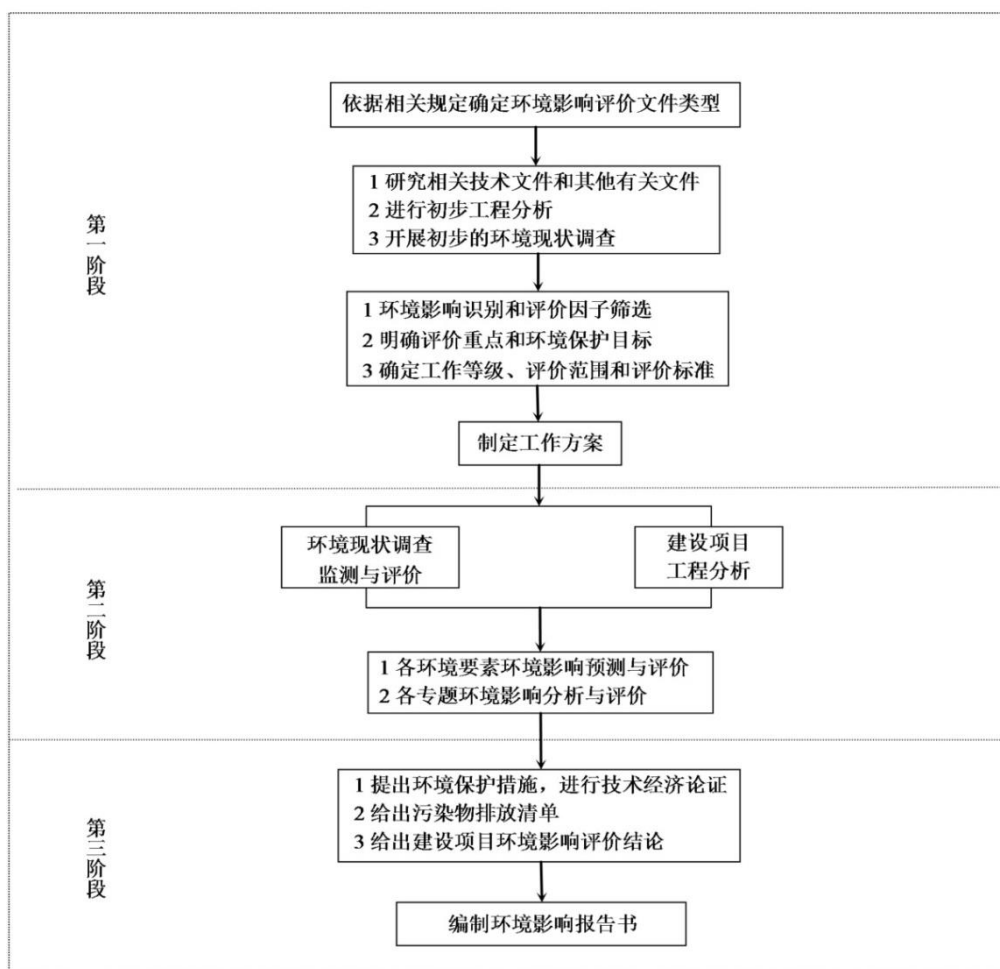 依据相关规定确定环境影响评价文件类型
第一阶段
1 研究相关技术文件和其他有关文件
2 进行初步工程分析
3 开展初步的环境现状调查
1 环境影响识别和评价因子筛选
2 明确评价重点和环境保护目标
3 确定工作等级、评价范围和评价标准
制定工作方案
第二阶段
环境现状调查
监测与评价
建设项目
工程分析
1 各环境要素环境影响预测与评价
2 各专题环境影响分析与评价
第三阶段
1 提出环境保护措施，进行技术经济论证
2 给出污染物排放清单
3 给出建设项目环境影响评价结论
编制环境影响报告书